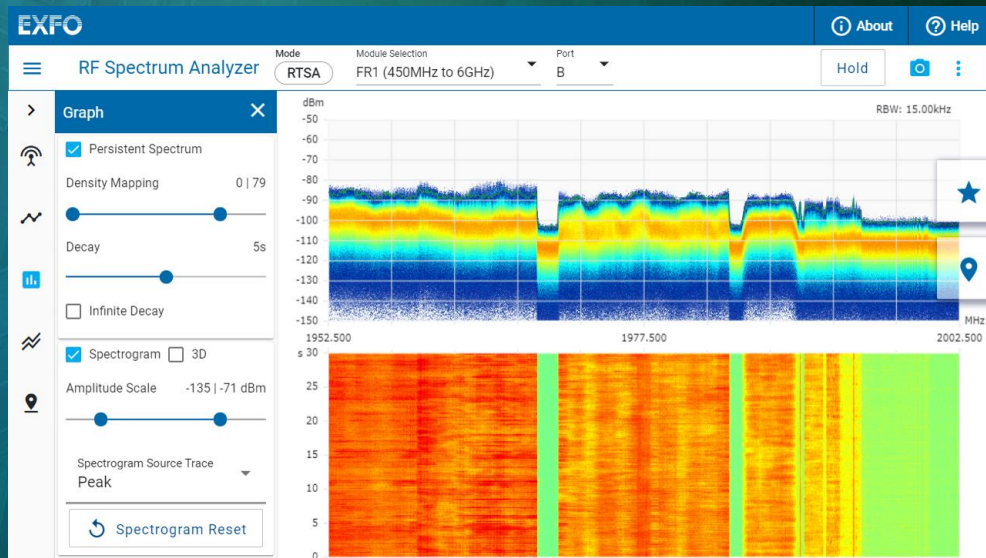 EXFO
About
Help
RF Spectrum Analyzer
Mode
RTSA
Module Selection
FR1 (450MHz to 6GHz)
Port
B
Hold
Graph
Persistent Spectrum
Density Mapping 0 | 79
Decay 5s
Infinite Decay
Spectrogram 3D
Amplitude Scale -135 | -71 dBm
Spectrogram Source Trace
Peak
Spectrogram Reset
dBm
RBW: 15.00kHz
-50
-60
-70
-80
-90
-100
-110
-120
-130
-140
-150
MHz
1952.500 1977.500 2002.500
s 30
25
20
15
10
5
0